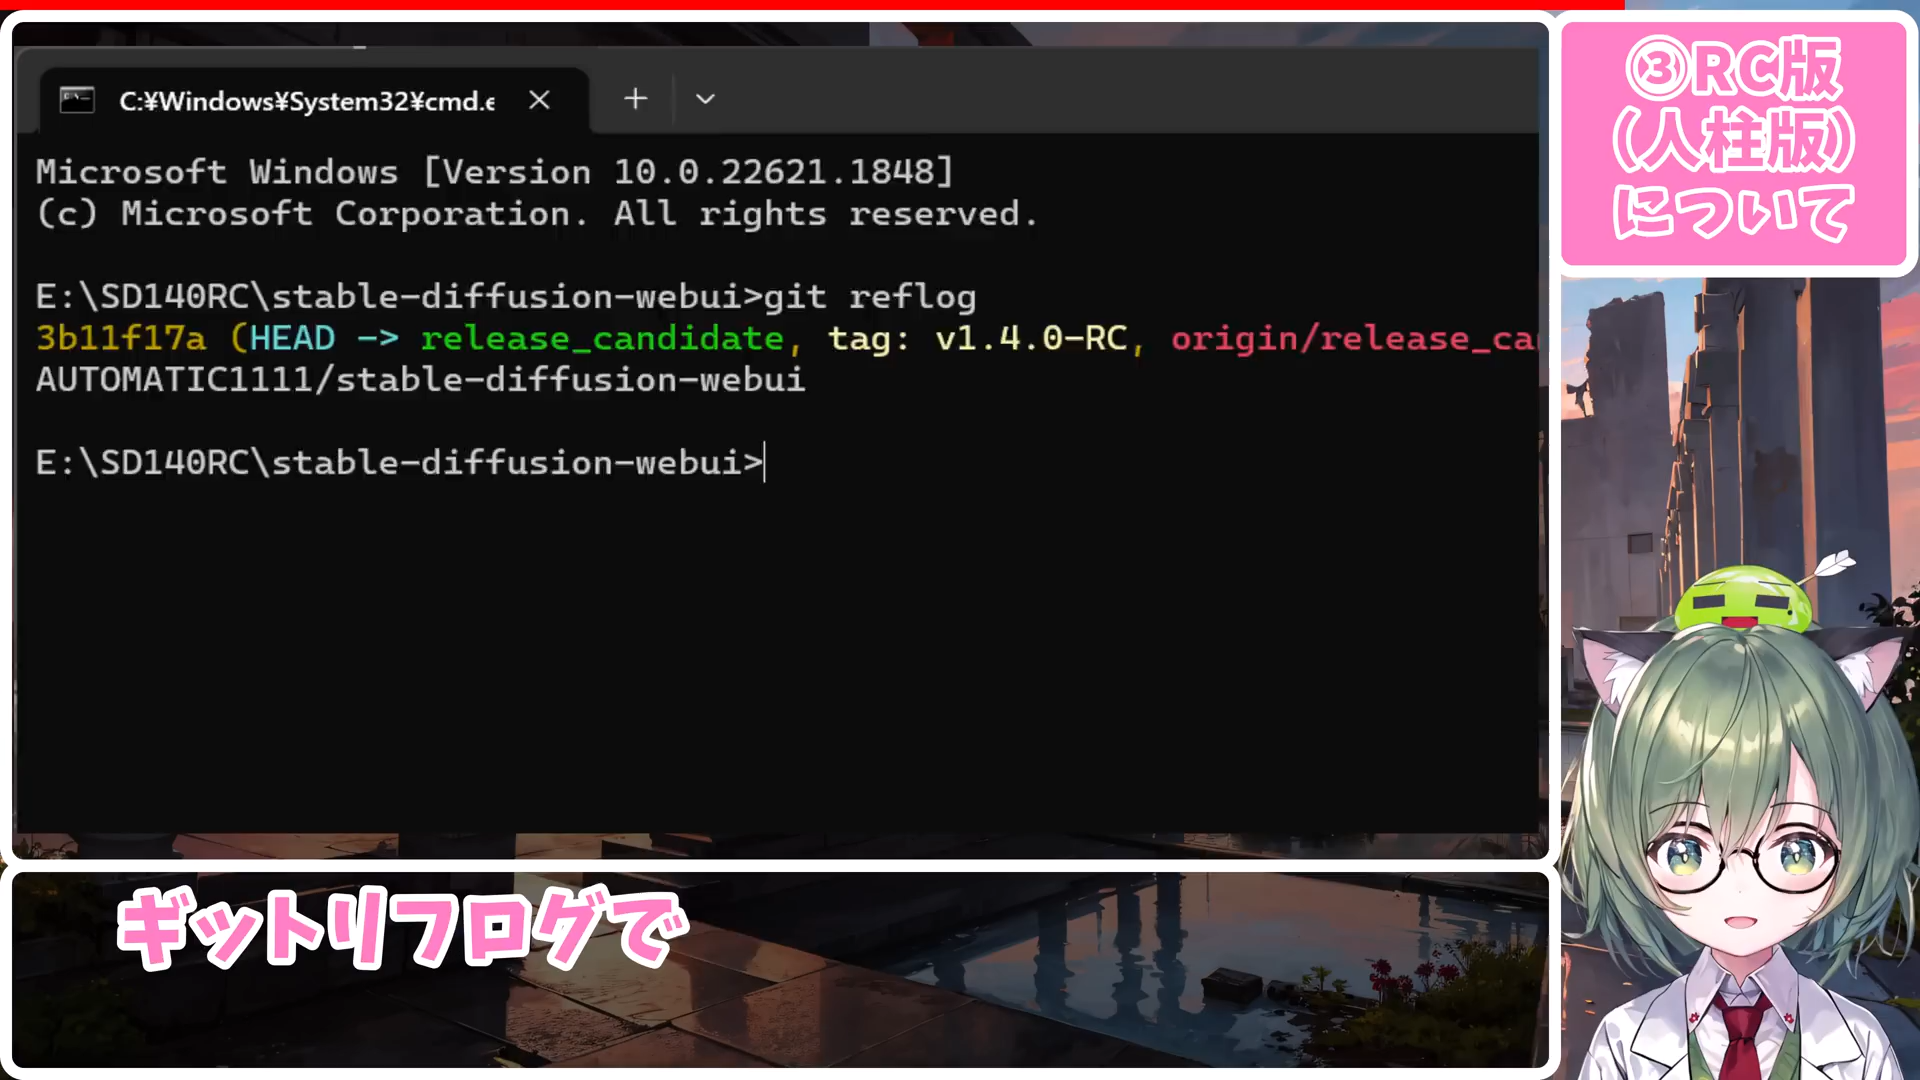 C:¥Windows¥System32¥cmd.e
Microsoft Windows [Version 10.0.22621.1848]
(c) Microsoft Corporation. All rights reserved.
E:\SD140RC\stable-diffusion-webui>git reflog
3b11f17a (HEAD -> release_candidate, tag: v1.4.0-RC, origin/release_ca
AUTOMATIC1111/stable-diffusion-webui
E:\SD140RC\stable-diffusion-webui>
③RC版
(人柱版)
について
ギットリフログで